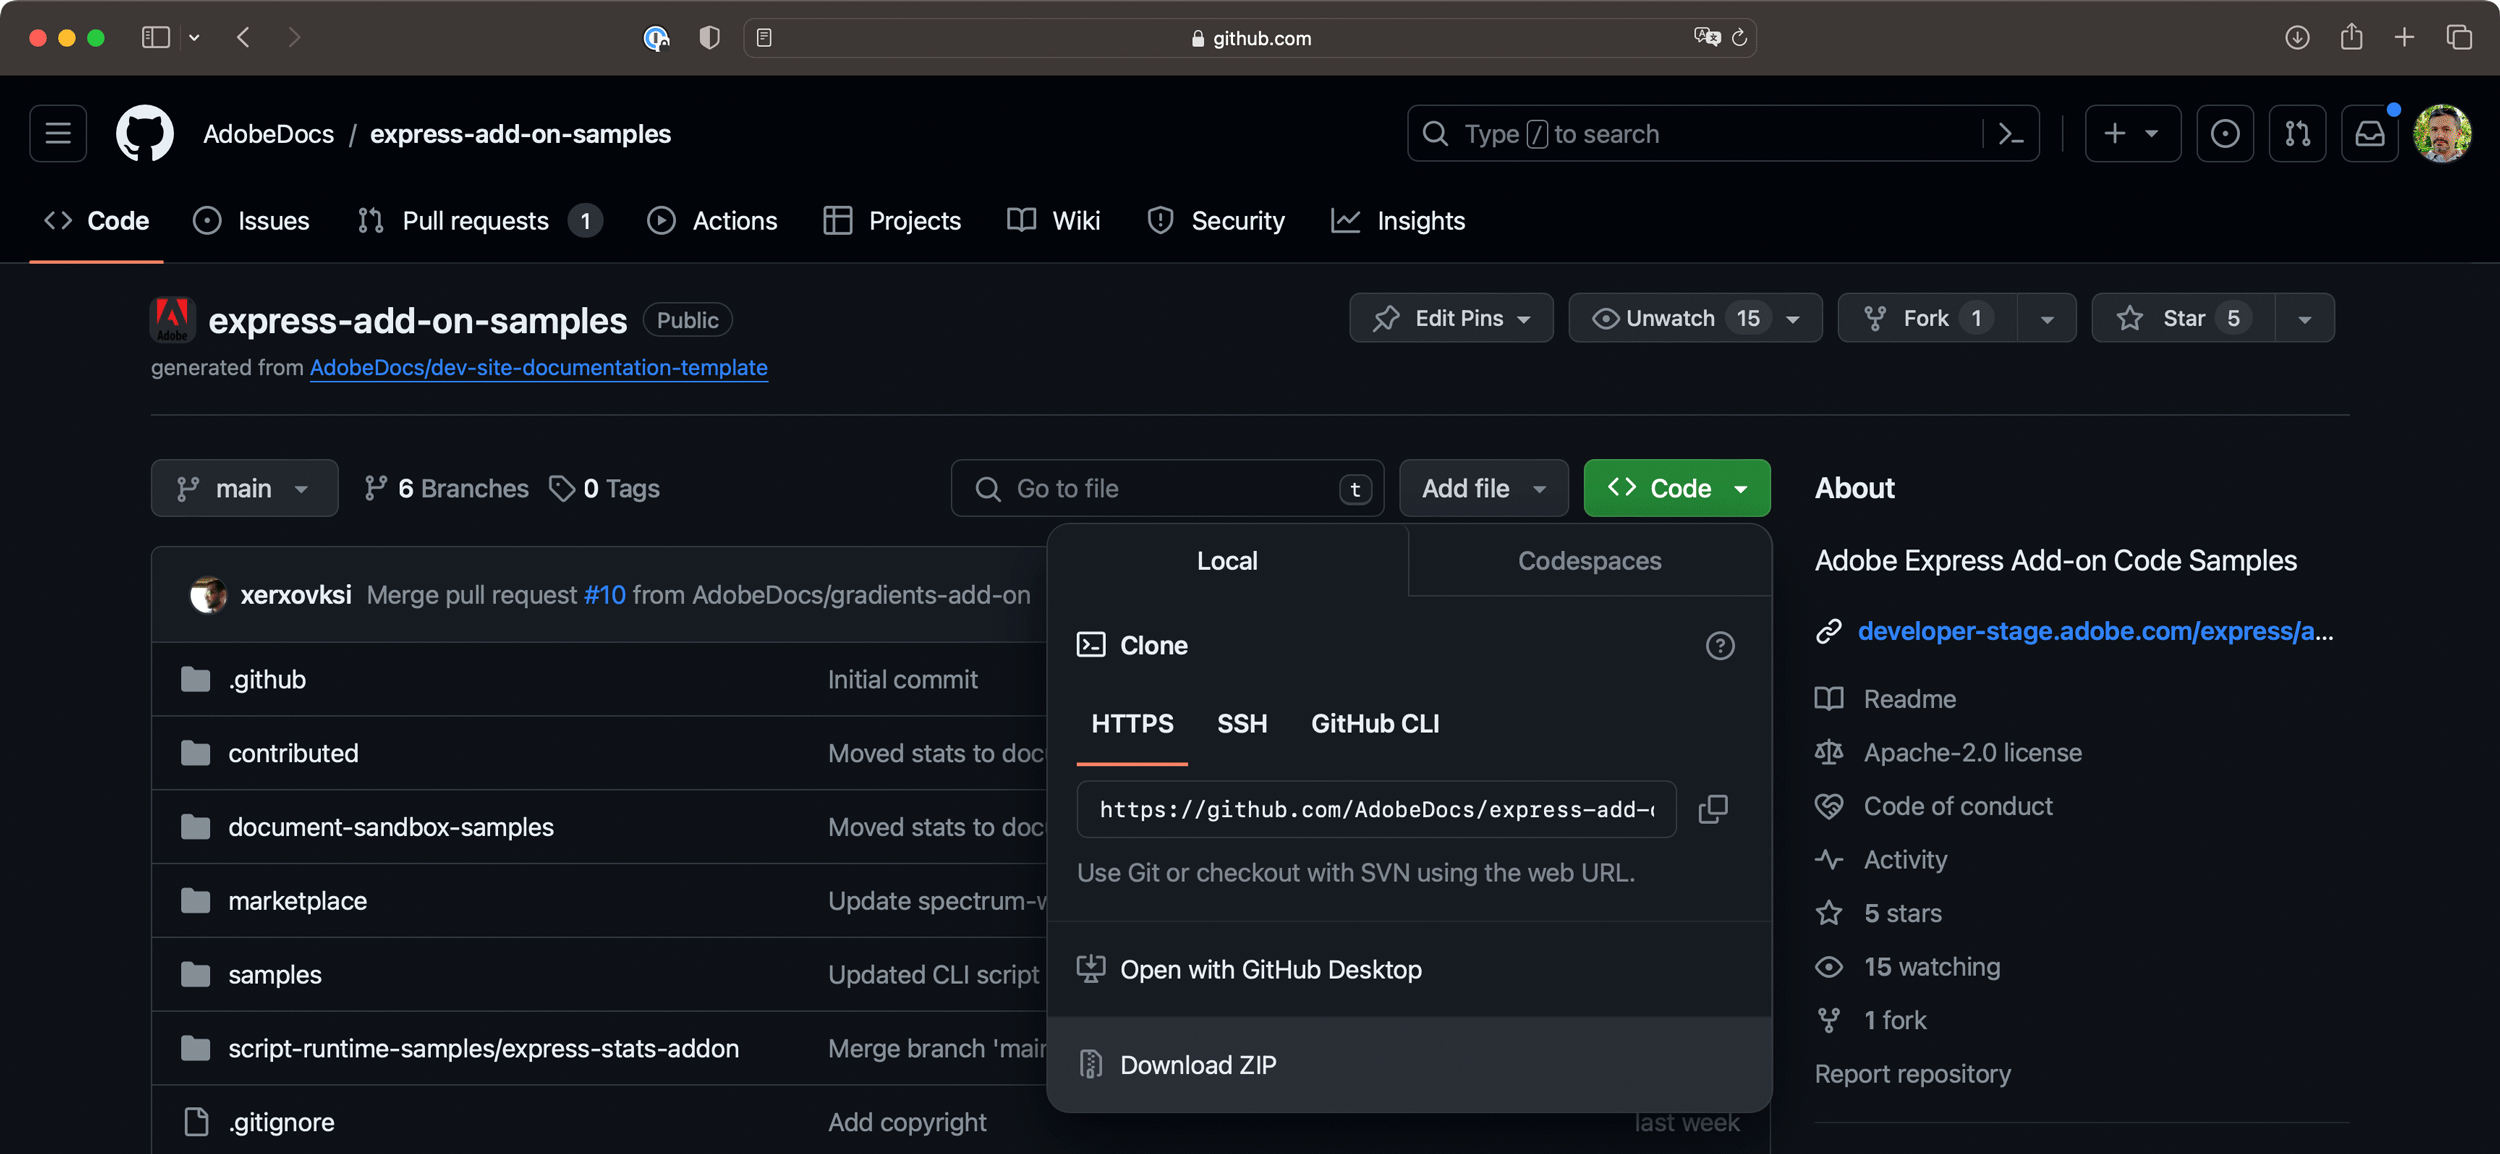 github.com
AdobeDocs / express-add-on-samples
Type / to search
Code Issues Pull requests 1 Actions Projects Wiki Security Insights
Adobe
express-add-on-samples Public
Edit Pins Unwatch 15 Fork 1 Star 5
generated from AdobeDocs/dev-site-documentation-template
main 6 Branches 0 Tags
Go to file t Add file Code
About
Local Codespaces
Adobe Express Add-on Code Samples
xerxovksi Merge pull request #10 from AdobeDocs/gradients-add-on
developer-stage.adobe.com/express/a...
Clone
.github Initial commit
Readme
HTTPS SSH GitHub CLI
contributed Moved stats to doc
Apache-2.0 license
https://github.com/AdobeDocs/express-add-
Code of conduct
document-sandbox-samples Moved stats to doc
Use Git or checkout with SVN using the web URL.
Activity
marketplace Update spectrum-w
5 stars
samples Updated CLI script
Open with GitHub Desktop
15 watching
1 fork
script-runtime-samples/express-stats-addon Merge branch 'mai
Download ZIP
Report repository
.gitignore Add copyright last week